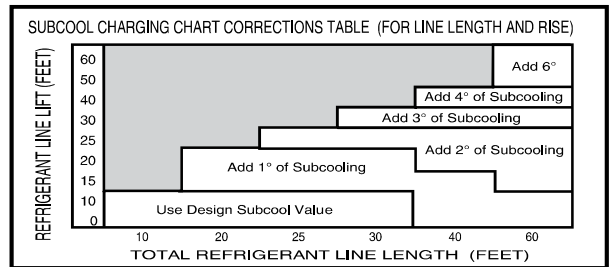 SUBCOOL CHARGING CHART CORRECTIONS TABLE (FOR LINE LENGTH AND RISE)
REFRIGERANT LINE LIFT (FEET)
60
50
40
30
25
20
15
10
0
Add 6°
Add 4° of Subcooling
Add 3° of Subcooling
Add 2° of Subcooling
Add 1° of Subcooling
Use Design Subcool Value
10 20 25 30 40 60
TOTAL REFRIGERANT LINE LENGTH (FEET)